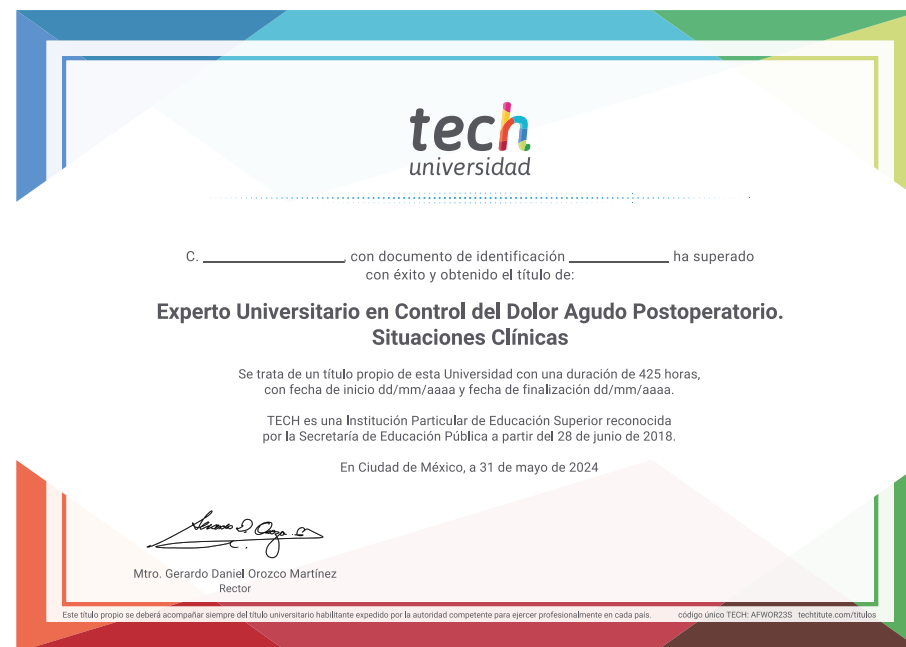 tech
universidad
C. ____________________, con documento de identificación ______________ ha superado
con éxito y obtenido el título de:
Experto Universitario en Control del Dolor Agudo Postoperatorio.
Situaciones Clínicas
Se trata de un título propio de esta Universidad con una duración de 425 horas,
con fecha de inicio dd/mm/aaaa y fecha de finalización dd/mm/aaaa.
TECH es una Institución Particular de Educación Superior reconocida
por la Secretaría de Educación Pública a partir del 28 de junio de 2018.
En Ciudad de México, a 31 de mayo de 2024
Mtro. Gerardo Daniel Orozco Martínez
Rector
Este título propio se deberá acompañar siempre del título universitario habilitante expedido por la autoridad competente para ejercer profesionalmente en cada país. código único TECH: AFWOR23S techtitute.com/titulos